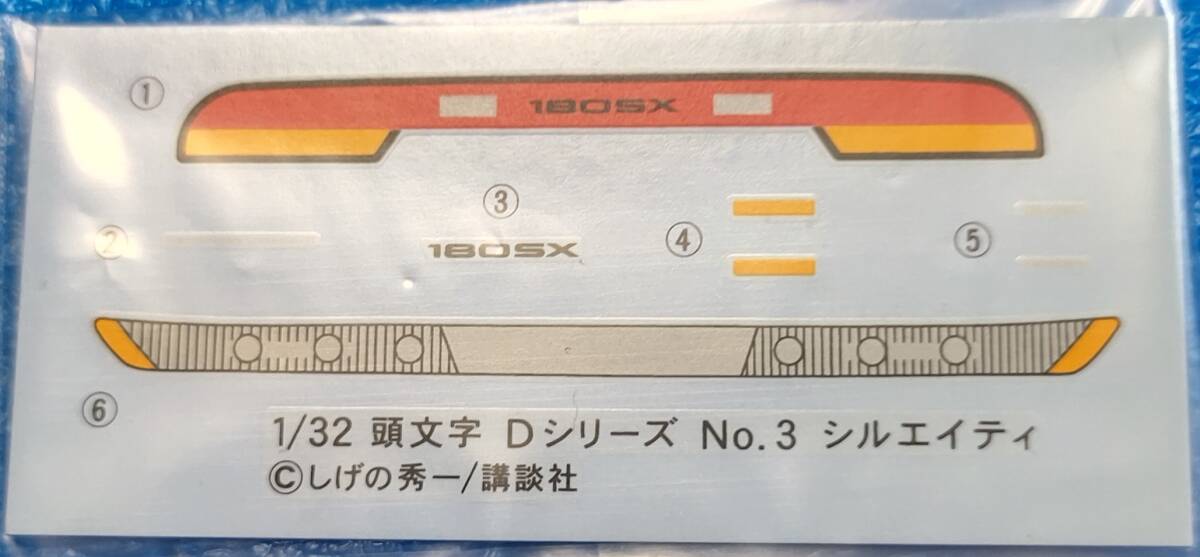 ① 180SX
② ③ 180SX ④ ⑤
⑥
1/32 頭文字 Dシリーズ No.3 シルエイティ
©しげの秀一/講談社